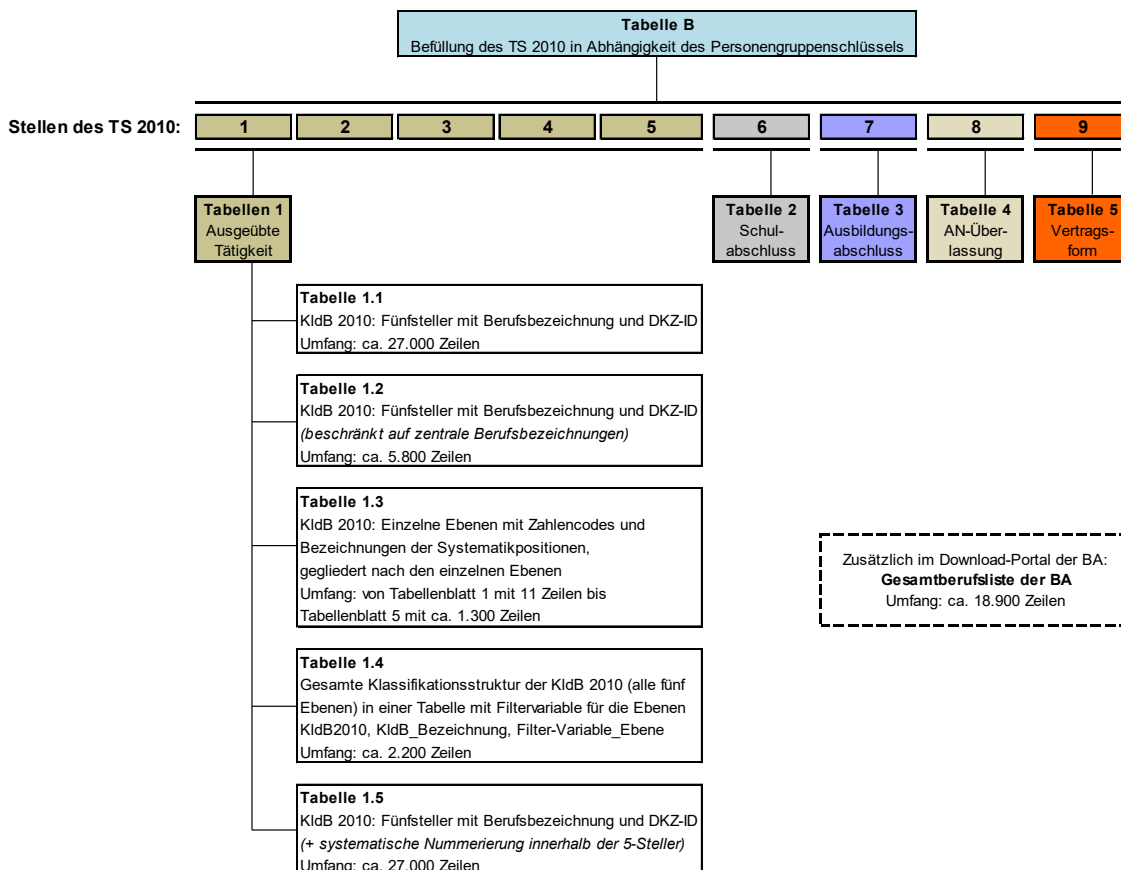 Tabelle B
Befüllung des TS 2010 in Abhängigkeit des Personengruppenschlüssels
Stellen des TS 2010: 1 2 3 4 5 6 7 8 9
Tabellen 1
Ausgeübte
Tätigkeit
Tabelle 2
Schul-
abschluss
Tabelle 3
Ausbildungs-
abschluss
Tabelle 4
AN-Über-
lassung
Tabelle 5
Vertrags-
form
Tabelle 1.1
KldB 2010: Fünfsteller mit Berufsbezeichnung und DKZ-ID
Umfang: ca. 27.000 Zeilen
Tabelle 1.2
KldB 2010: Fünfsteller mit Berufsbezeichnung und DKZ-ID
(beschränkt auf zentrale Berufsbezeichnungen)
Umfang: ca. 5.800 Zeilen
Tabelle 1.3
KldB 2010: Einzelne Ebenen mit Zahlencodes und
Bezeichnungen der Systematikpositionen,
gegliedert nach den einzelnen Ebenen
Umfang: von Tabellenblatt 1 mit 11 Zeilen bis
Tabellenblatt 5 mit ca. 1.300 Zeilen
Zusätzlich im Download-Portal der BA:
Gesamtberufsliste der BA
Umfang: ca. 18.900 Zeilen
Tabelle 1.4
Gesamte Klassifikationsstruktur der KldB 2010 (alle fünf
Ebenen) in einer Tabelle mit Filtervariable für die Ebenen
KldB2010, KldB_Bezeichnung, Filter-Variable_Ebene
Umfang: ca. 2.200 Zeilen
Tabelle 1.5
KldB 2010: Fünfsteller mit Berufsbezeichnung und DKZ-ID
(+ systematische Nummerierung innerhalb der 5-Steller)
Umfang: ca. 27.000 Zeilen